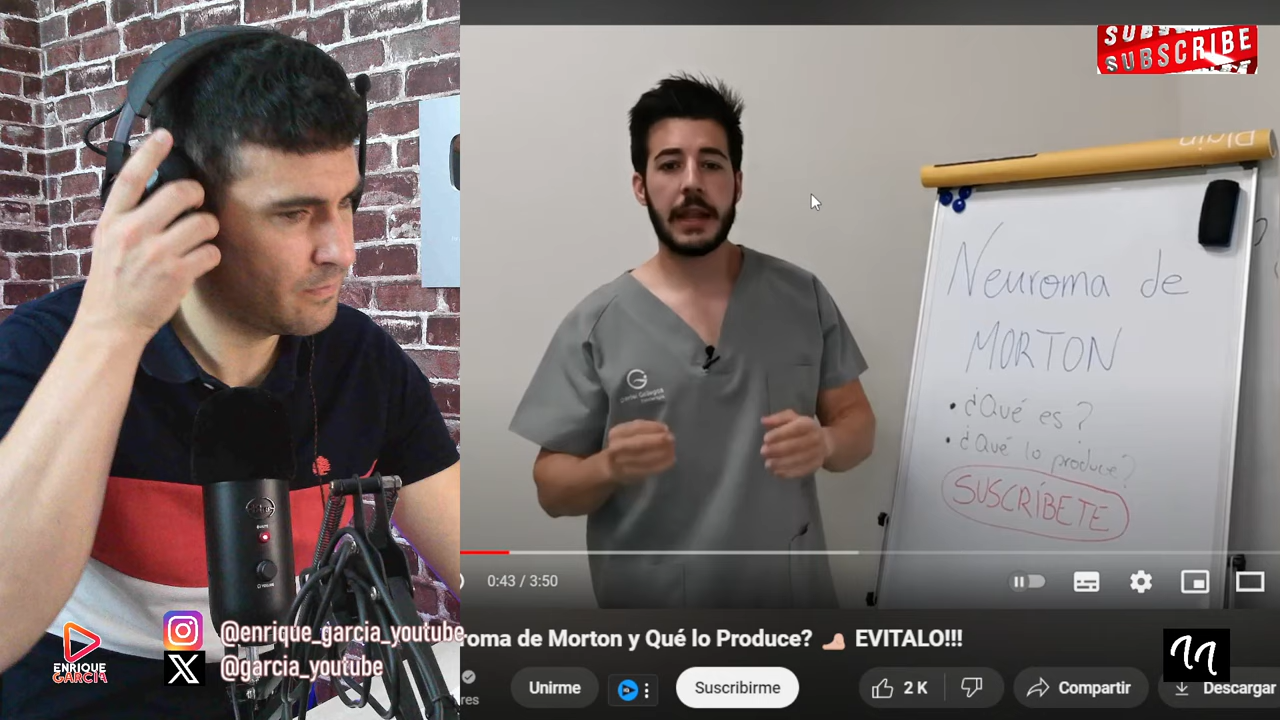 SUBSCRIBE
SUBSCRIBE
Plain
Neuroma de
MORTON
• ¿Qué es?
• ¿Qué lo produce?
SUSCRÍBETE
0:43 / 3:50
roma de Morton y Qué lo Produce? 🦶🏻 EVITALO!!!
@enrique_garcia_youtube
@garcia_youtube
ENRIQUE
GARCIA
Unirme
Suscribirme
2 K
Compartir
Descargar